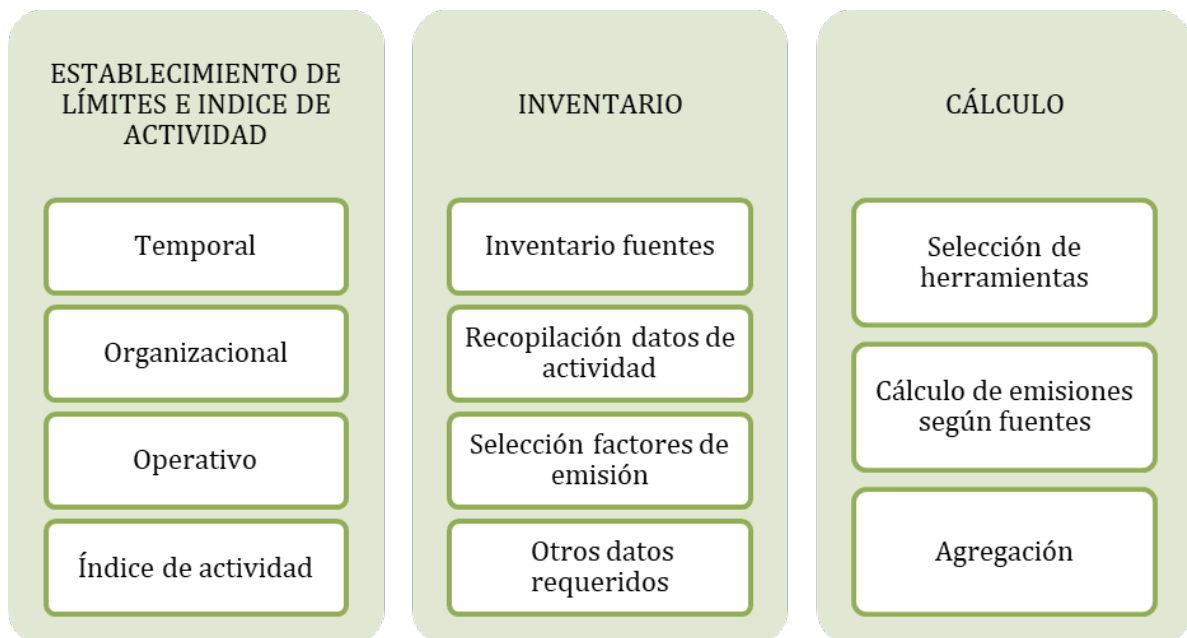 ESTABLECIMIENTO DE
LÍMITES E INDICE DE
ACTIVIDAD
Temporal
Organizacional
Operativo
Índice de actividad
INVENTARIO
Inventario fuentes
Recopilación datos de
actividad
Selección factores de
emisión
Otros datos
requeridos
CÁLCULO
Selección de
herramientas
Cálculo de emisiones
según fuentes
Agregación